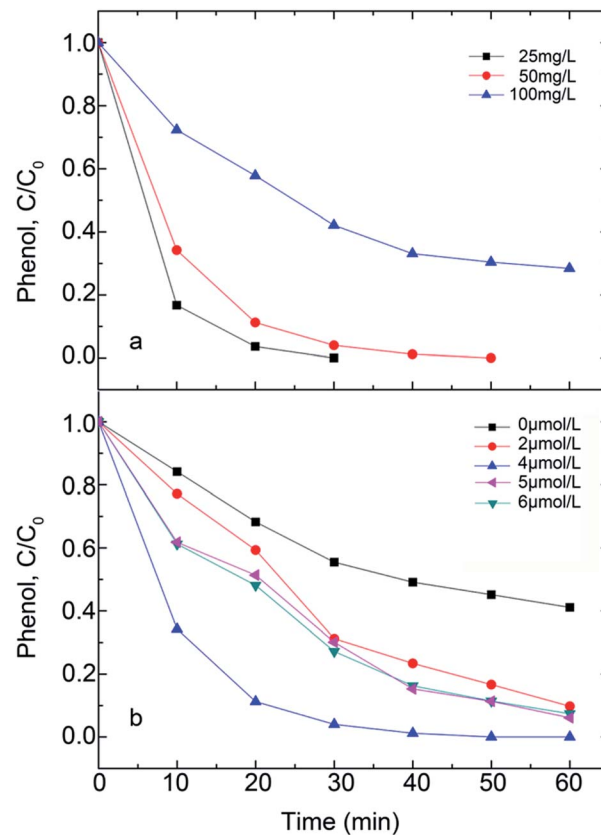 1.0
0.8
0.6
0.4
0.2
0.0
Phenol, C/C₀
25mg/L
50mg/L
100mg/L
a
1.0
0.8
0.6
0.4
0.2
0.0
Phenol, C/C₀
0μmol/L
2μmol/L
4μmol/L
5μmol/L
6μmol/L
b
0 10 20 30 40 50 60
Time (min)